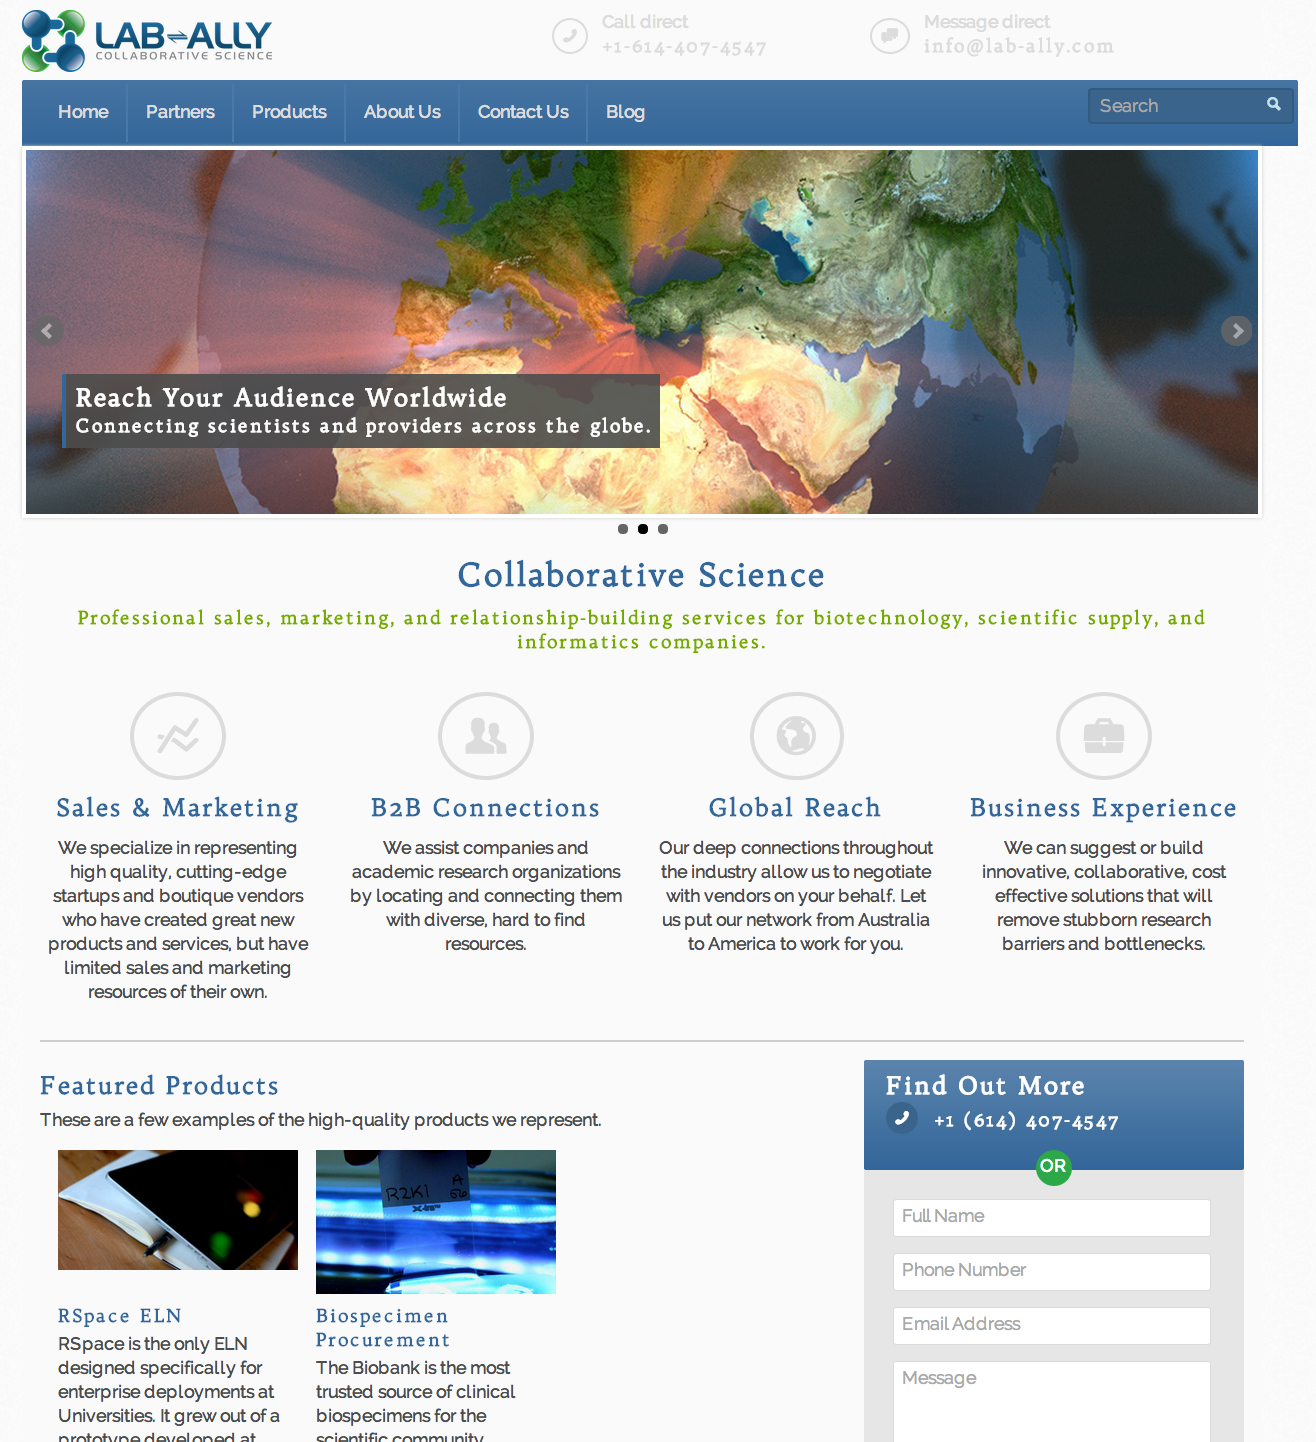 LAB⇌ALLY
COLLABORATIVE SCIENCE
Call direct
+1-614-407-4547
Message direct
info@lab-ally.com
Home
Partners
Products
About Us
Contact Us
Blog
Search
Reach Your Audience Worldwide
Connecting scientists and providers across the globe.
Collaborative Science
Professional sales, marketing, and relationship-building services for biotechnology, scientific supply, and
informatics companies.
Sales & Marketing
We specialize in representing
high quality, cutting-edge
startups and boutique vendors
who have created great new
products and services, but have
limited sales and marketing
resources of their own.
B2B Connections
We assist companies and
academic research organizations
by locating and connecting them
with diverse, hard to find
resources.
Global Reach
Our deep connections throughout
the industry allow us to negotiate
with vendors on your behalf. Let
us put our network from Australia
to America to work for you.
Business Experience
We can suggest or build
innovative, collaborative, cost
effective solutions that will
remove stubborn research
barriers and bottlenecks.
Featured Products
These are a few examples of the high-quality products we represent.
RSpace ELN
RSpace is the only ELN
designed specifically for
enterprise deployments at
Universities. It grew out of a
prototype developed at
R2K1 A
Biospecimen
Procurement
The Biobank is the most
trusted source of clinical
biospecimens for the
scientific community
Find Out More
+1 (614) 407-4547
OR
Full Name
Phone Number
Email Address
Message